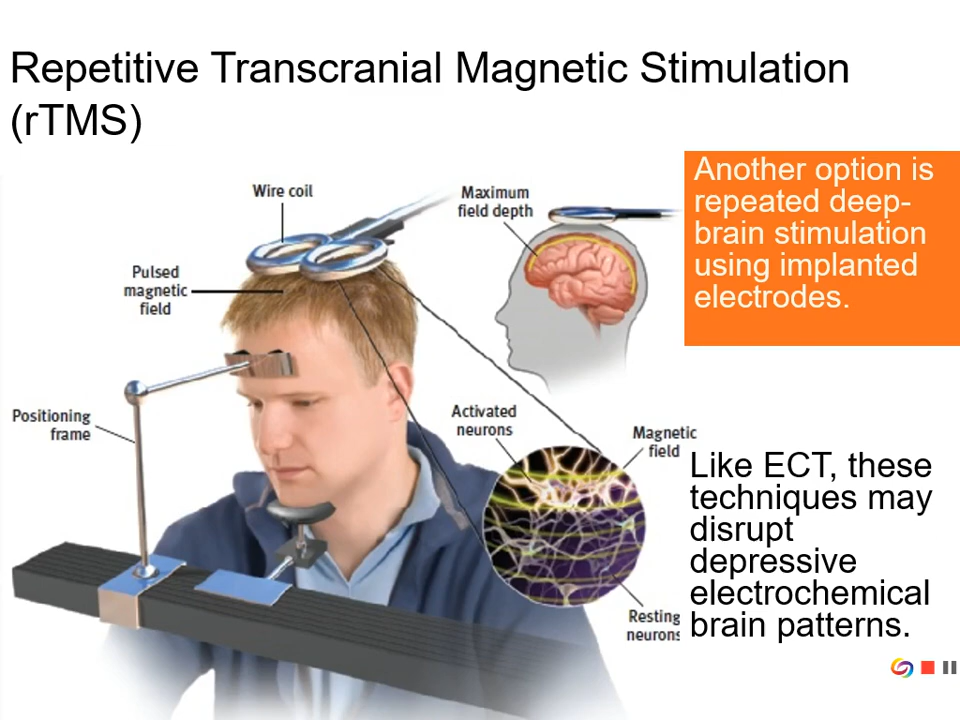 Repetitive Transcranial Magnetic Stimulation
(rTMS)
Another option is
repeated deep-
brain stimulation
using implanted
electrodes.
Wire coil
Maximum
field depth
Pulsed
magnetic
field
Positioning
frame
Activated
neurons
Magnetic
field
Like ECT, these
techniques may
disrupt
depressive
electrochemical
brain patterns.
Resting
neurons